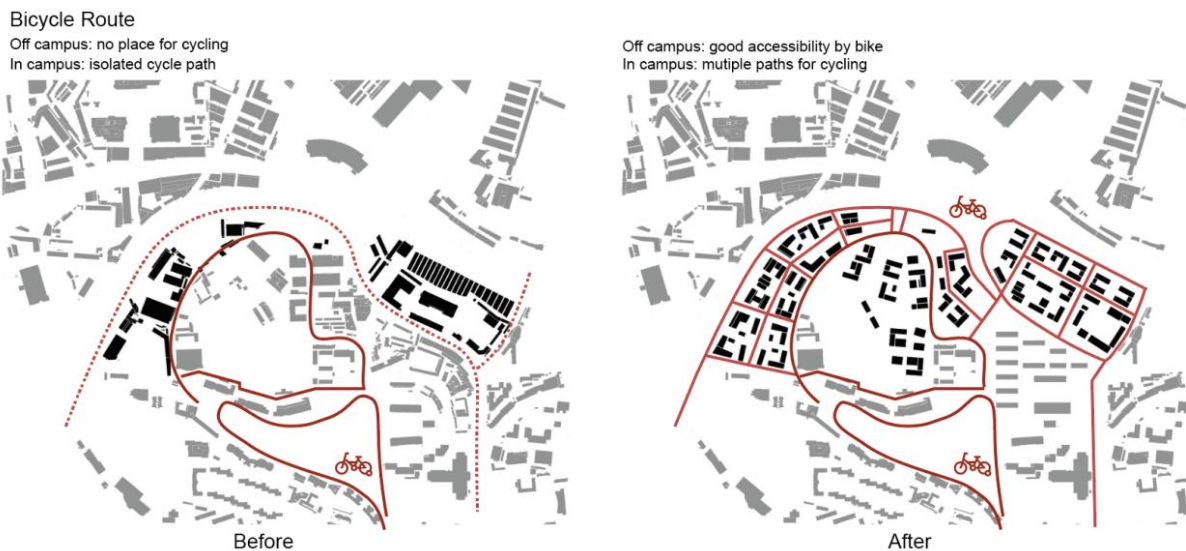 Bicycle Route
Off campus: no place for cycling
In campus: isolated cycle path
Off campus: good accessibility by bike
In campus: mutiple paths for cycling
Before
After